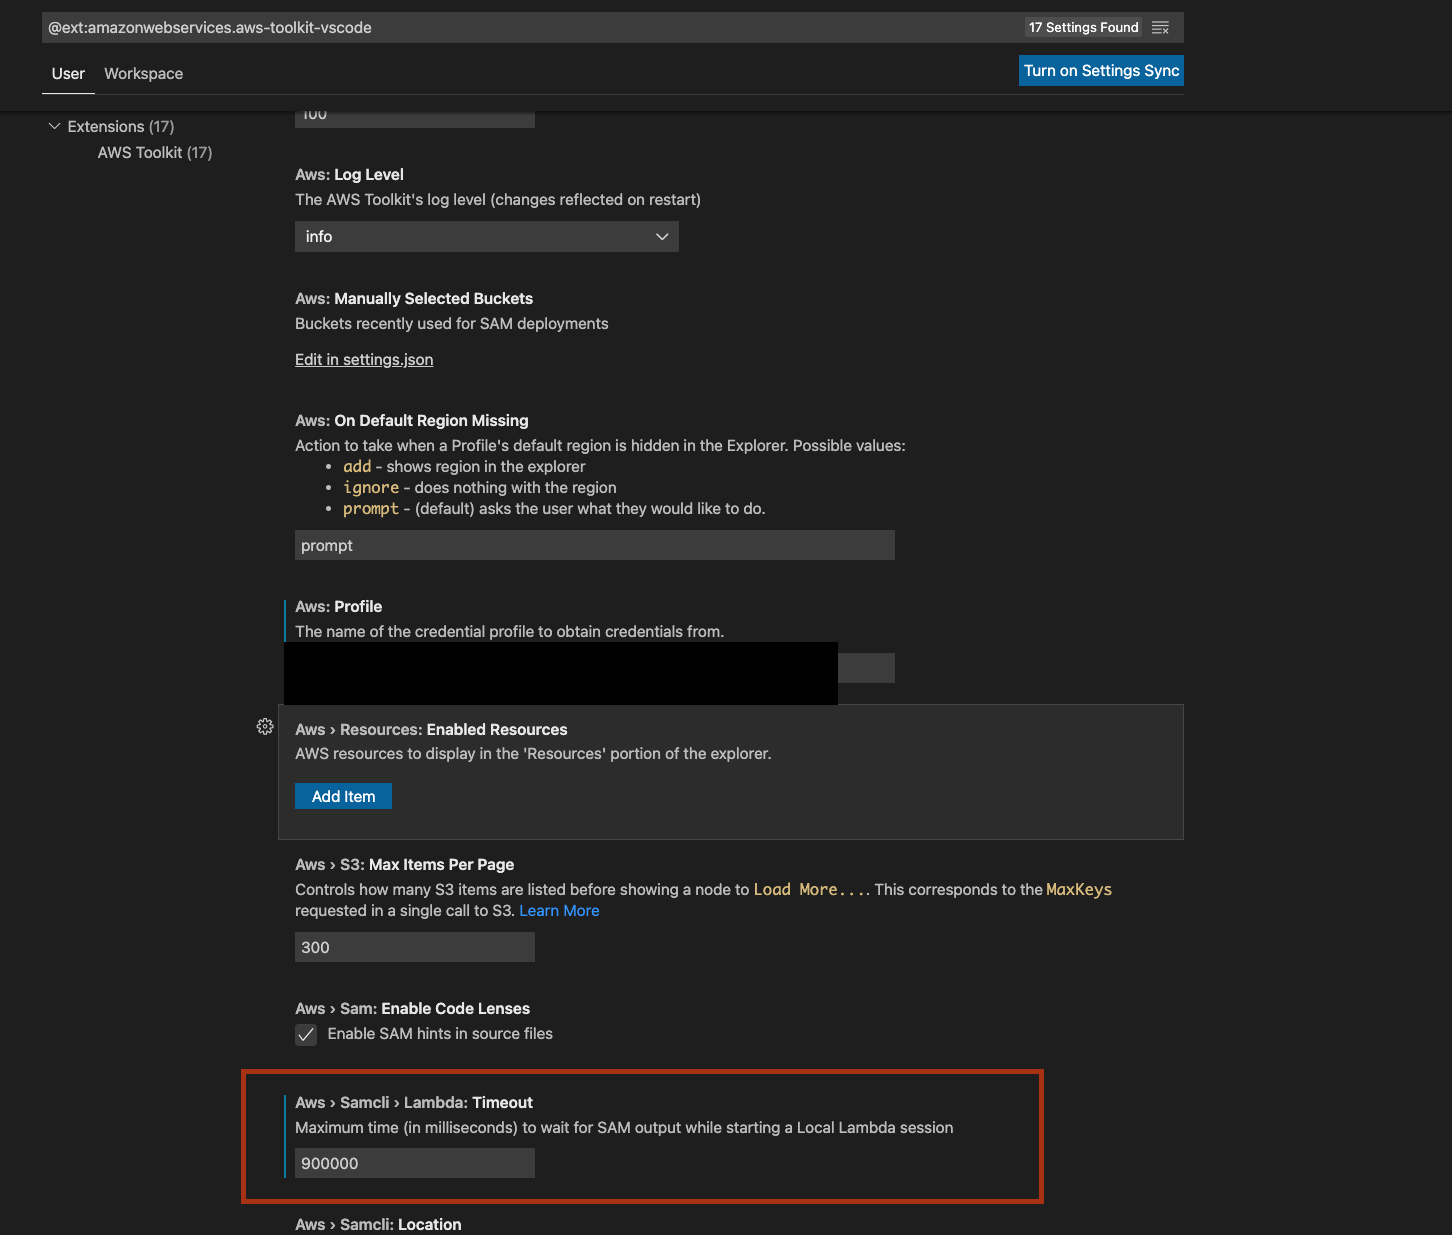 @ext:amazonwebservices.aws-toolkit-vscode
17 Settings Found
User Workspace
Turn on Settings Sync
Extensions (17)
AWS Toolkit (17)
100
Aws: Log Level
The AWS Toolkit's log level (changes reflected on restart)
info
Aws: Manually Selected Buckets
Buckets recently used for SAM deployments
Edit in settings.json
Aws: On Default Region Missing
Action to take when a Profile's default region is hidden in the Explorer. Possible values:
• add - shows region in the explorer
• ignore - does nothing with the region
• prompt - (default) asks the user what they would like to do.
prompt
Aws: Profile
The name of the credential profile to obtain credentials from.
Aws › Resources: Enabled Resources
AWS resources to display in the 'Resources' portion of the explorer.
Add Item
Aws › S3: Max Items Per Page
Controls how many S3 items are listed before showing a node to Load More.... This corresponds to the MaxKeys
requested in a single call to S3. Learn More
300
Aws › Sam: Enable Code Lenses
Enable SAM hints in source files
Aws › Samcli › Lambda: Timeout
Maximum time (in milliseconds) to wait for SAM output while starting a Local Lambda session
900000
Aws › Samcli: Location